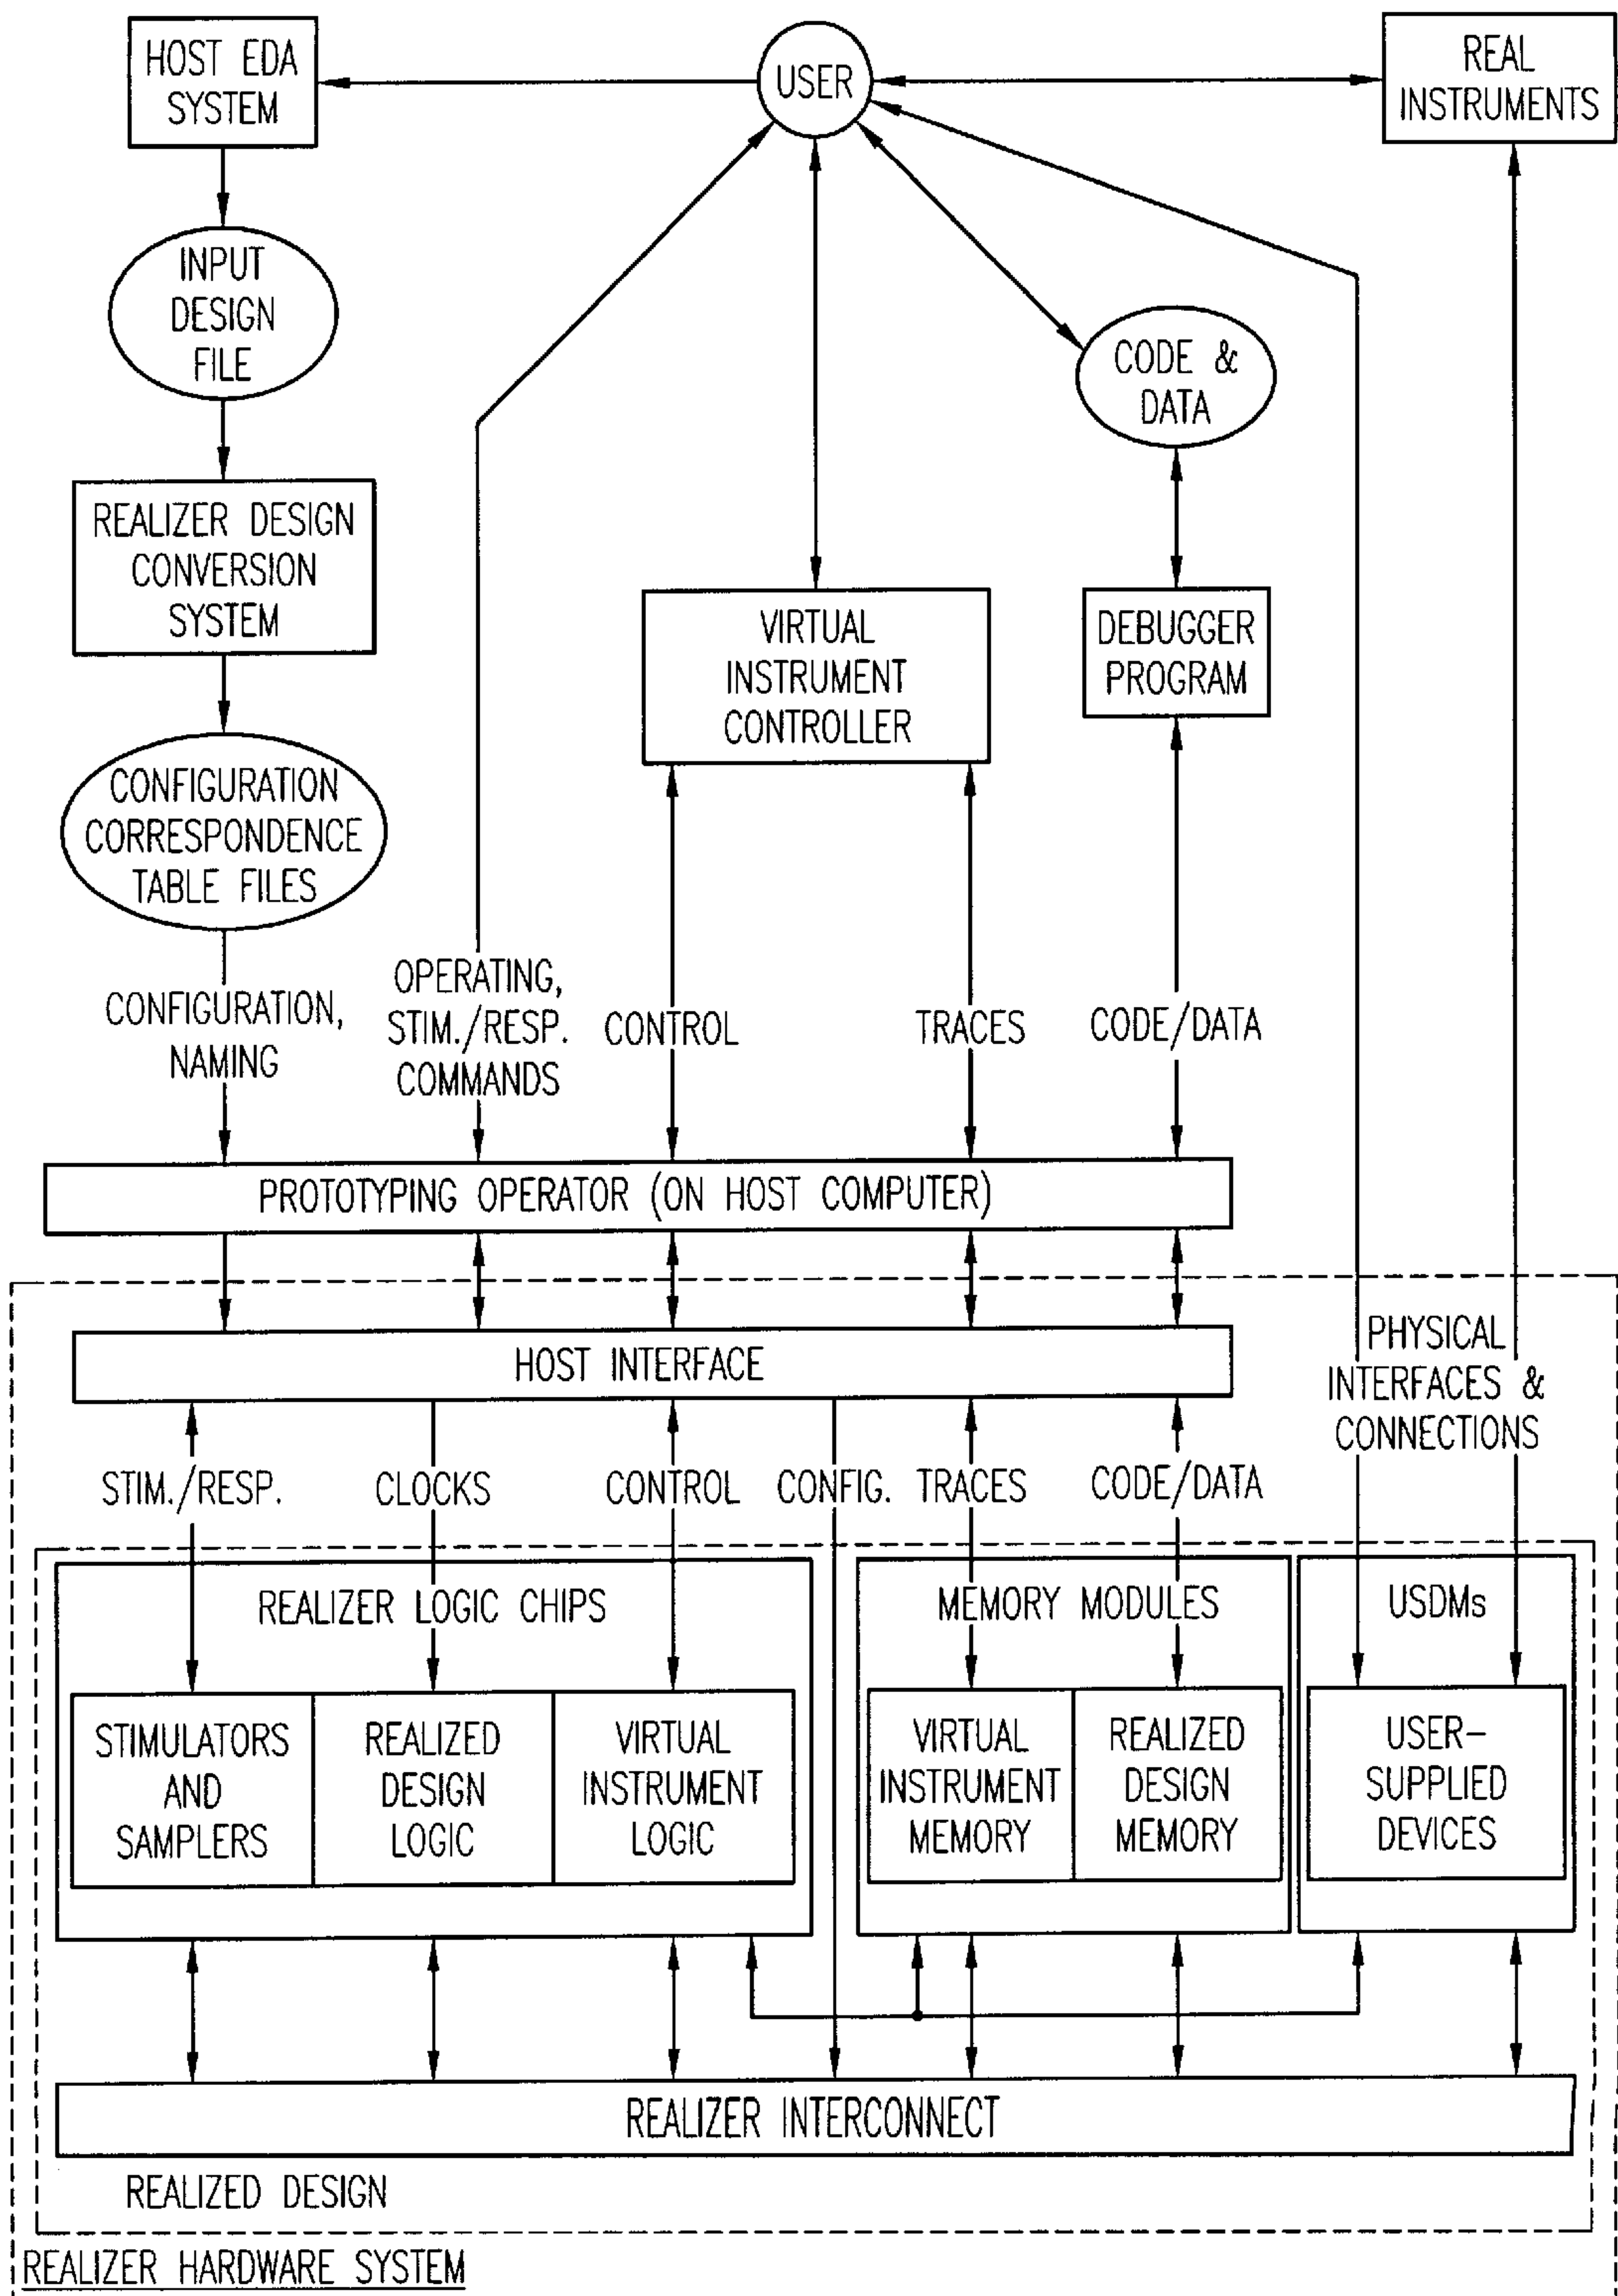 HOST EDA
SYSTEM
USER
REAL
INSTRUMENTS
INPUT
DESIGN
FILE
CODE &
DATA
REALIZER DESIGN
CONVERSION
SYSTEM
VIRTUAL
INSTRUMENT
CONTROLLER
DEBUGGER
PROGRAM
CONFIGURATION
CORRESPONDENCE
TABLE FILES
CONFIGURATION,
NAMING
OPERATING,
STIM./RESP.
COMMANDS
CONTROL
TRACES
CODE/DATA
PROTOTYPING OPERATOR (ON HOST COMPUTER)
HOST INTERFACE
PHYSICAL
INTERFACES &
CONNECTIONS
STIM./RESP.
CLOCKS
CONTROL
CONFIG.
TRACES
CODE/DATA
REALIZER LOGIC CHIPS
MEMORY MODULES
USDMs
STIMULATORS
AND
SAMPLERS
REALIZED
DESIGN
LOGIC
VIRTUAL
INSTRUMENT
LOGIC
VIRTUAL
INSTRUMENT
MEMORY
REALIZED
DESIGN
MEMORY
USER-
SUPPLIED
DEVICES
REALIZER INTERCONNECT
REALIZED DESIGN
REALIZER HARDWARE SYSTEM